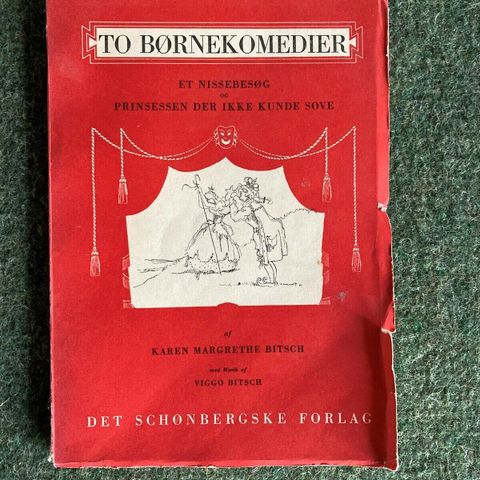 TO BØRNEKOMEDIER
ET NISSEBESØG
OG
PRINSESSEN DER IKKE KUNDE SOVE
af
KAREN MARGRETHE BITSCH
med Musik af
VIGGO BITSCH
DET SCHØNBERGSKE FORLAG